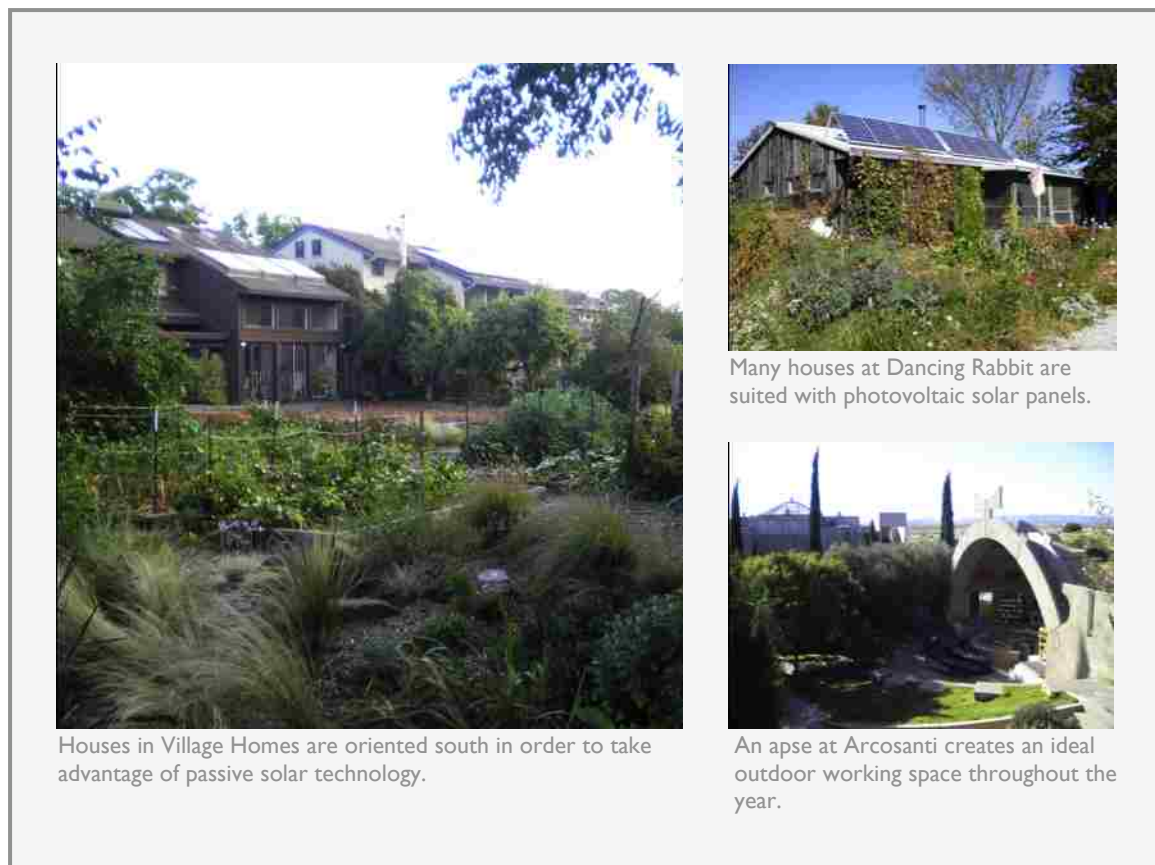 Many houses at Dancing Rabbit are
suited with photovoltaic solar panels.
Houses in Village Homes are oriented south in order to take
advantage of passive solar technology.
An apse at Arcosanti creates an ideal
outdoor working space throughout the
year.